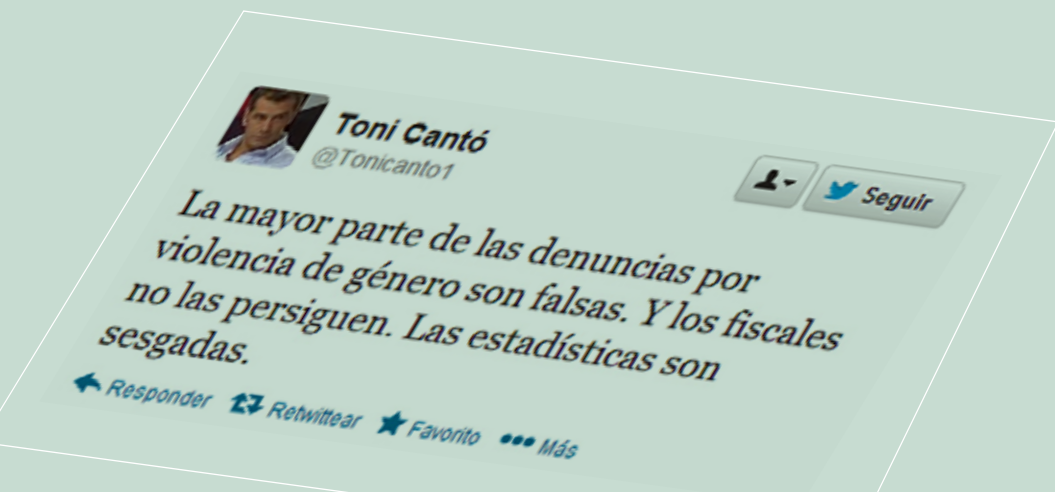 Toni Cantó
@Tonicanto1
Seguir
La mayor parte de las denuncias por
violencia de género son falsas. Y los fiscales
no las persiguen. Las estadísticas son
sesgadas.
Responder Retwittear Favorito Más